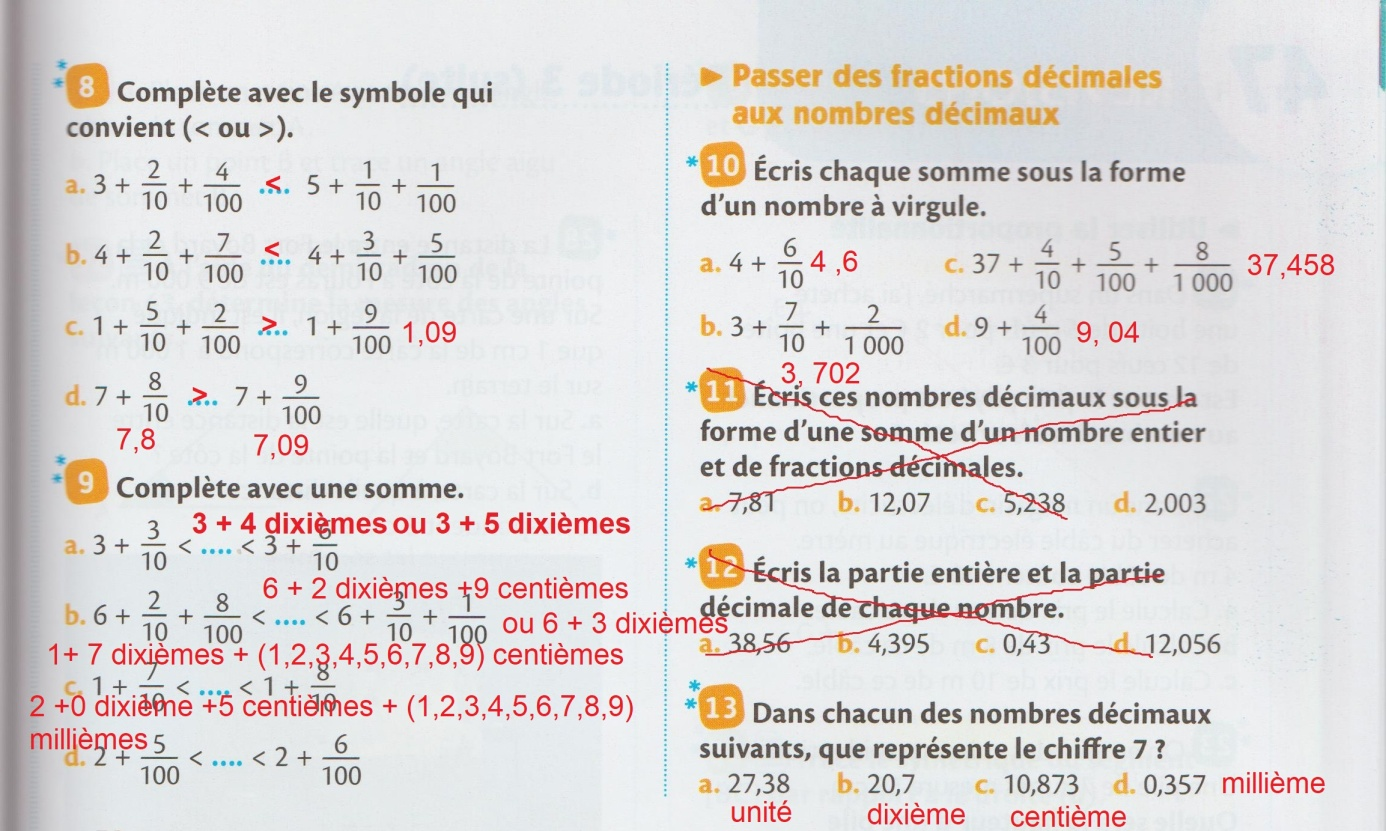 8 Complète avec le symbole qui
convient (< ou >).
a. 3 + 2/10 + 4/100 .<. 5 + 1/10 + /100
b. 4 + 2/10 + 7/100 .<. 4 + 3/10 + 5/100
c. 1 + /10 + 2/100 .>. 1 + 9/100 1,09
d. 7 + 8/10 .>. 7 + 9/100
7,8 7,09
9 Complète avec une somme.
3 + 4 dixièmes ou 3 + 5 dixièmes
a. 3 + 3/10 < .... < 3 + 6/10
6 + 2 dixièmes +9 centièmes
b. 6 + 2/10 + 8/100 < .... < 6 + 3/10 + 1/100 ou 6 + 3 dixièmes
1+ 7 dixièmes + (1,2,3,4,5,6,7,8,9) centièmes
c. 1 + 7/10 < .... < 1 + 8/10
2 +0 dixième +5 centièmes + (1,2,3,4,5,6,7,8,9)
millièmes
d. 2 + 5/100 < .... < 2 + 6/100
► Passer des fractions décimales
aux nombres décimaux
* 10 Écris chaque somme sous la forme
d'un nombre à virgule.
a. 4 + 6/10 4 ,6 c. 37 + 4/10 + 5/100 + 8/1 000 37,458
b. 3 + 7/10 + 2/1 000 d. 9 + 4/100 9, 04
3, 702
* 11 Écris ces nombres décimaux sous la
forme d'une somme d'un nombre entier
et de fractions décimales.
a. 7,81 b. 12,07 c. 5,238 d. 2,003
* 12 Écris la partie entière et la partie
décimale de chaque nombre.
a. 38,56 b. 4,395 c. 0,43 d. 12,056
13 Dans chacun des nombres décimaux
suivants, que représente le chiffre 7 ?
a. 27,38 b. 20,7 c. 10,873 d. 0,357 millième
unité dixième centième